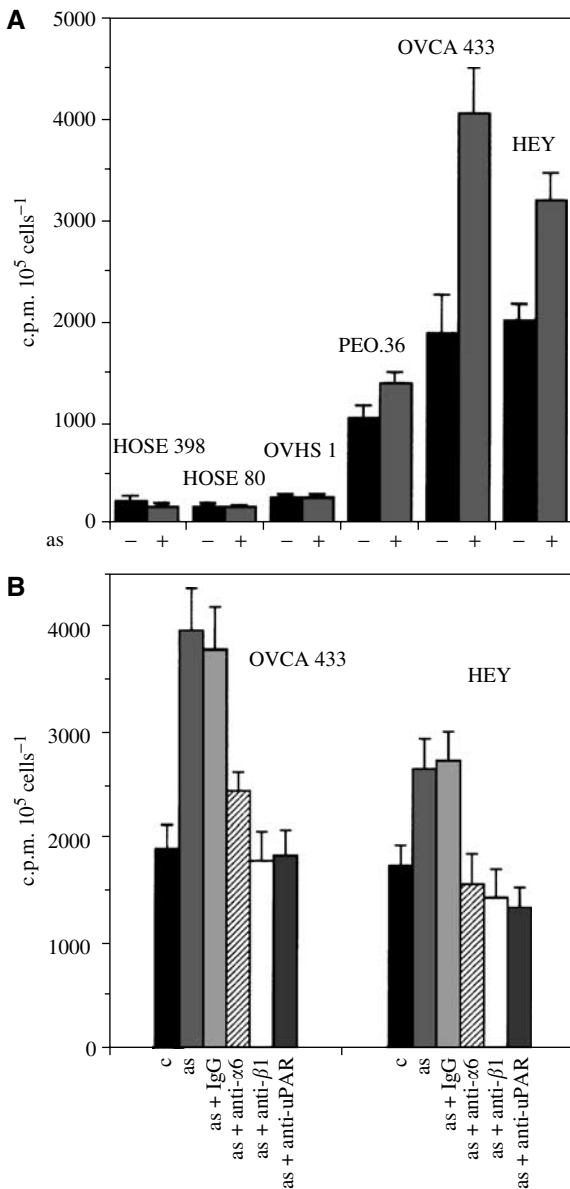 A
5000
4000
3000
2000
1000
0
c.p.m. 10⁵ cells⁻¹
HOSE 398
HOSE 80
OVHS 1
PEO.36
OVCA 433
HEY
as − + − + − + − + − + − +
B
4000
3000
2000
1000
0
c.p.m. 10⁵ cells⁻¹
OVCA 433
HEY
c
as
as + IgG
as + anti-α6
as + anti-β1
as + anti-uPAR
c
as
as + IgG
as + anti-α6
as + anti-β1
as + anti-uPAR